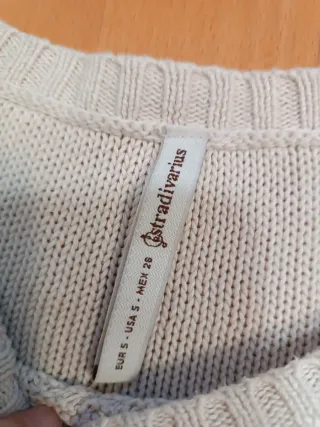 stradivarius
EUR S - USA S - MEX 26